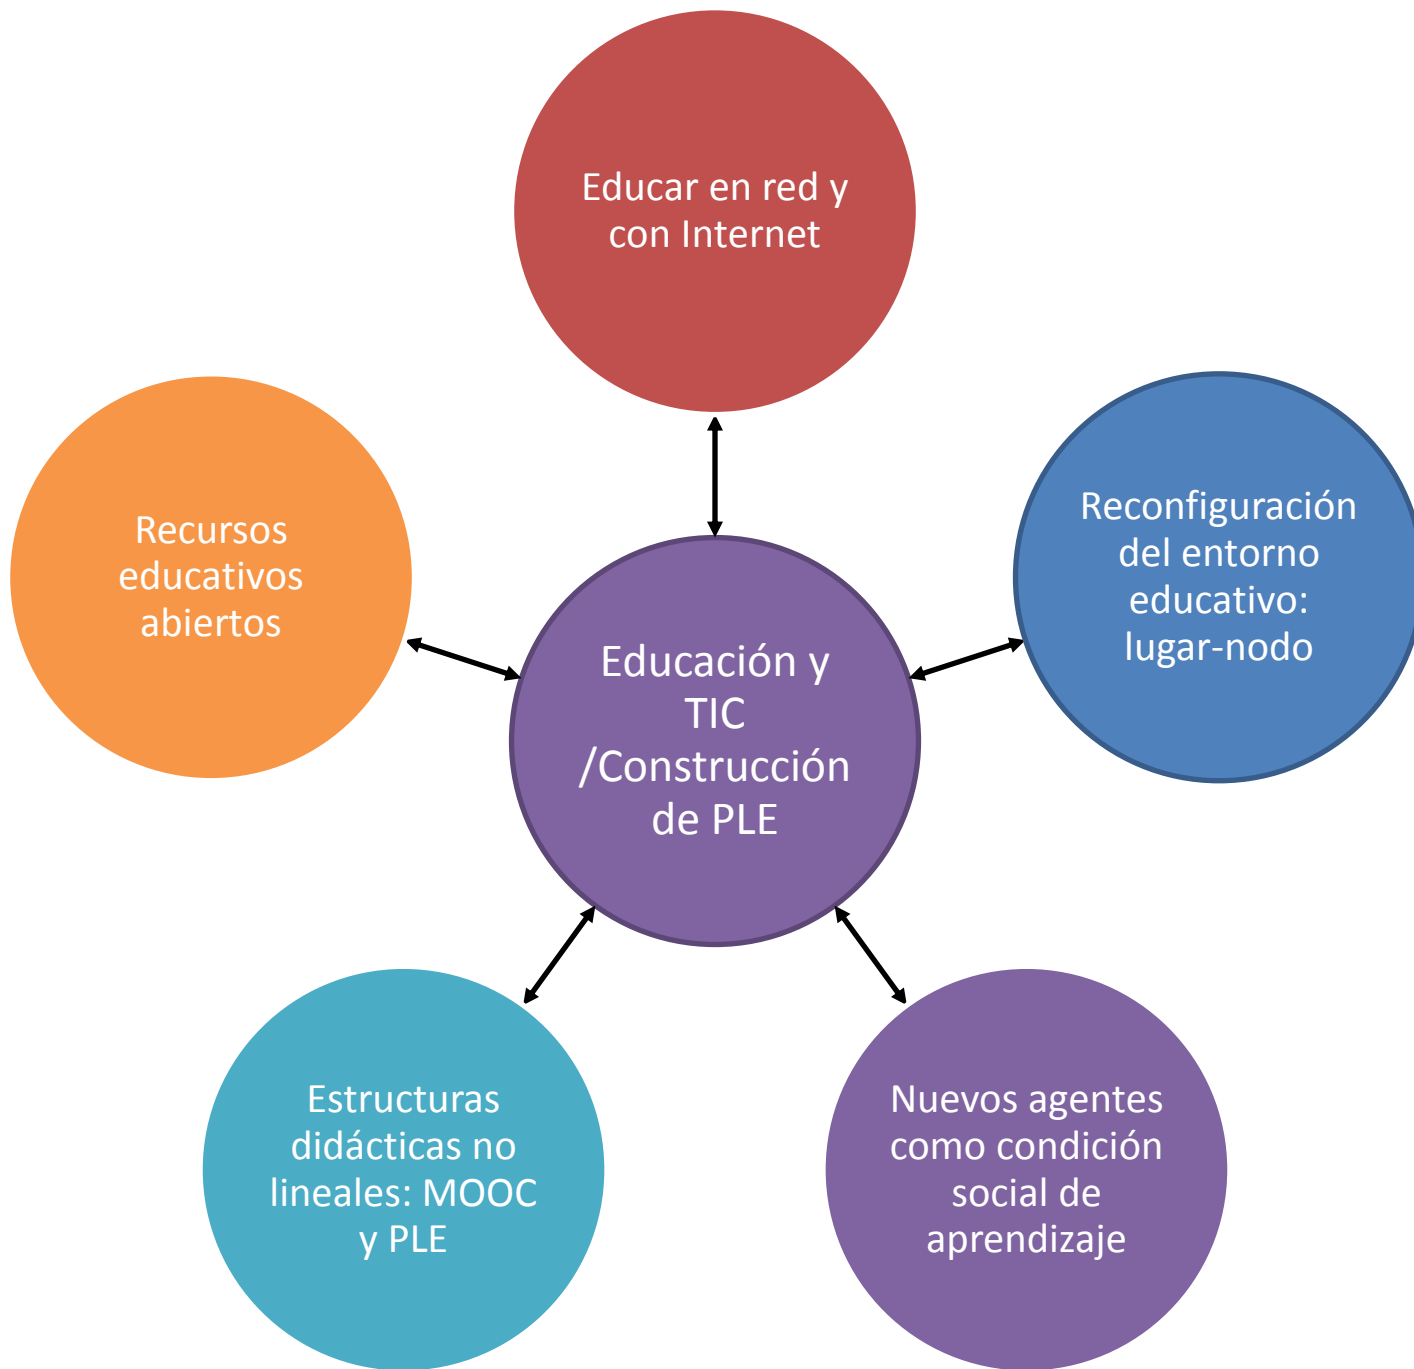 Educar en red y
con Internet
Recursos
educativos
abiertos
Reconfiguración
del entorno
educativo:
lugar-nodo
Educación y
TIC
/Construcción
de PLE
Estructuras
didácticas no
lineales: MOOC
y PLE
Nuevos agentes
como condición
social de
aprendizaje